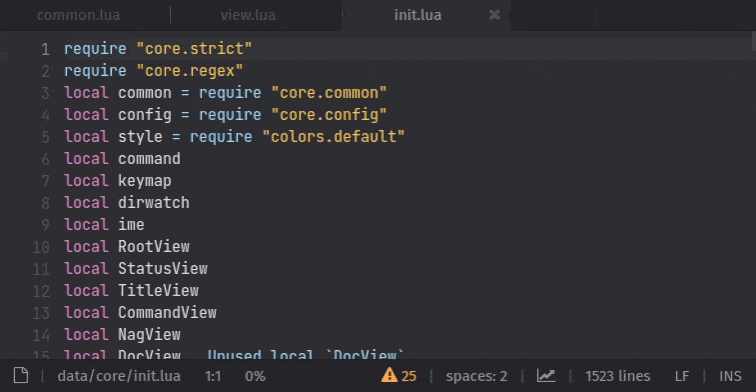 common.lua view.lua init.lua ×
1 require "core.strict"
2 require "core.regex"
3 local common = require "core.common"
4 local config = require "core.config"
5 local style = require "colors.default"
6 local command
7 local keymap
8 local dirwatch
9 local ime
10 local RootView
11 local StatusView
12 local TitleView
13 local CommandView
14 local NagView
15 local DocView Unused local `DocView`
data/core/init.lua 1:1 0% 25 spaces: 2 1523 lines LF INS